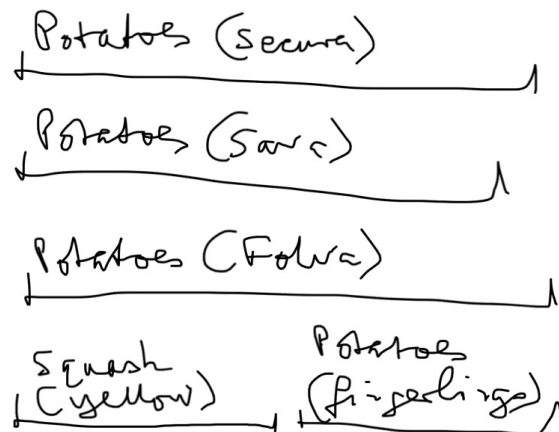 Potatoes (Secura)
Potatoes (Sava)
Potatoes (Folva)
Squash
(yellow)
Potatoes
(fingerlings)